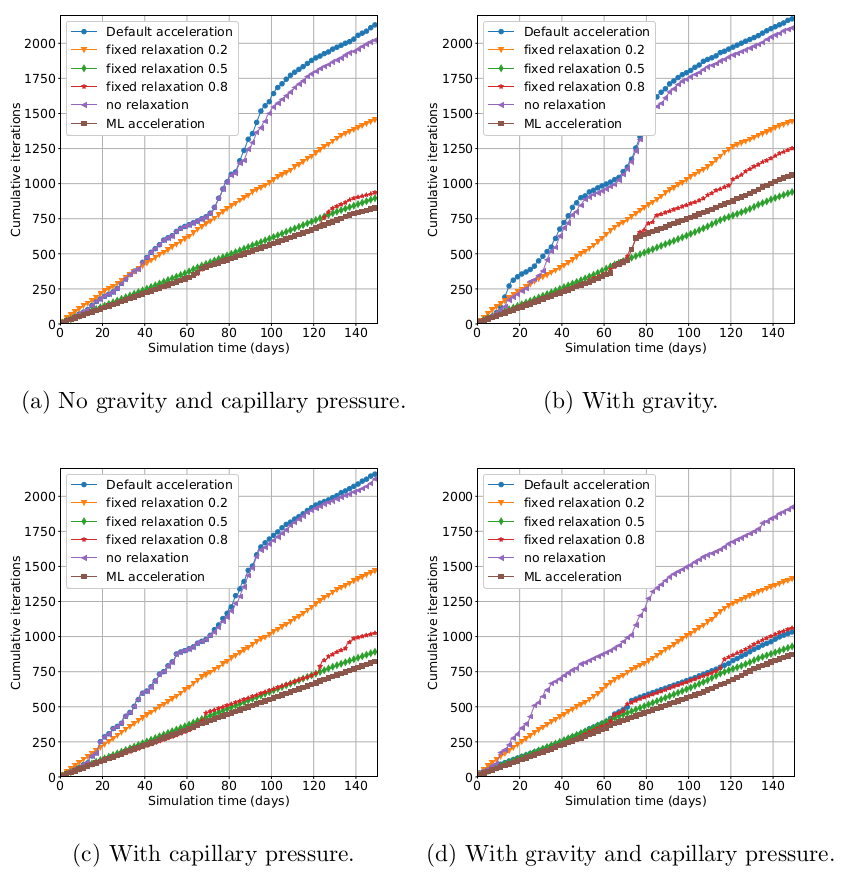 2000
1750
1500
1250
1000
750
500
250
0
Cumulative iterations
Default acceleration
fixed relaxation 0.2
fixed relaxation 0.5
fixed relaxation 0.8
no relaxation
ML acceleration
0 20 40 60 80 100 120 140
Simulation time (days)
(a) No gravity and capillary pressure.
2000
1750
1500
1250
1000
750
500
250
0
Cumulative iterations
Default acceleration
fixed relaxation 0.2
fixed relaxation 0.5
fixed relaxation 0.8
no relaxation
ML acceleration
0 20 40 60 80 100 120 140
Simulation time (days)
(b) With gravity.
2000
1750
1500
1250
1000
750
500
250
0
Cumulative iterations
Default acceleration
fixed relaxation 0.2
fixed relaxation 0.5
fixed relaxation 0.8
no relaxation
ML acceleration
0 20 40 60 80 100 120 140
Simulation time (days)
(c) With capillary pressure.
2000
1750
1500
1250
1000
750
500
250
0
Cumulative iterations
Default acceleration
fixed relaxation 0.2
fixed relaxation 0.5
fixed relaxation 0.8
no relaxation
ML acceleration
0 20 40 60 80 100 120 140
Simulation time (days)
(d) With gravity and capillary pressure.